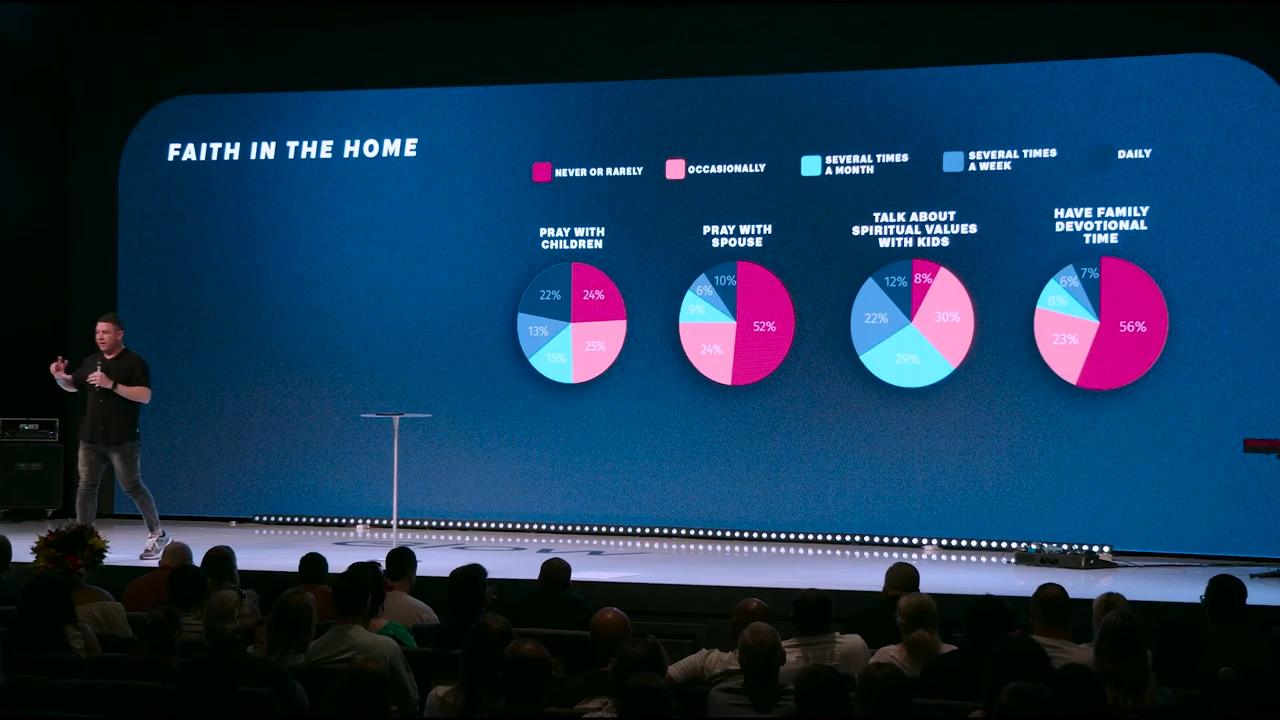 FAITH IN THE HOME
NEVER OR RARELY
OCCASIONALLY
SEVERAL TIMES
A MONTH
SEVERAL TIMES
A WEEK
DAILY
PRAY WITH
CHILDREN
22%
24%
13%
15%
25%
PRAY WITH
SPOUSE
10%
6%
9%
52%
24%
TALK ABOUT
SPIRITUAL VALUES
WITH KIDS
12%
8%
22%
30%
29%
HAVE FAMILY
DEVOTIONAL
TIME
7%
6%
8%
56%
23%